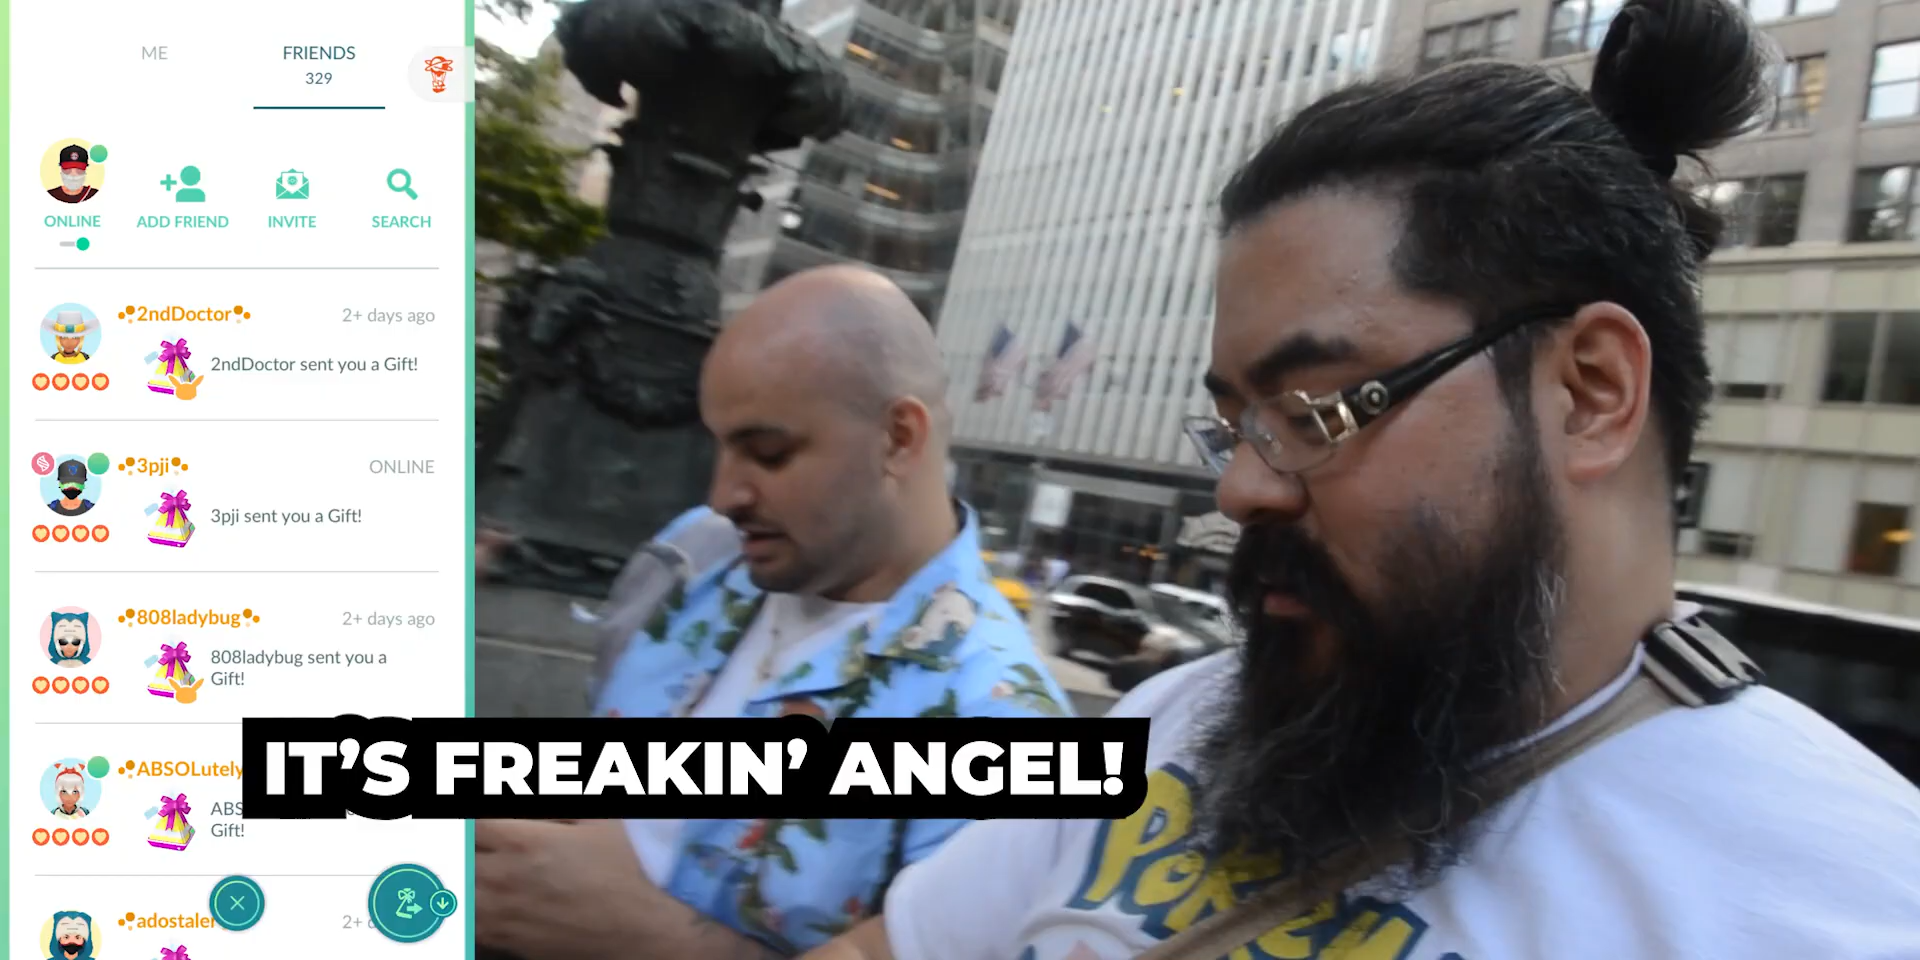 ME
FRIENDS
329
ONLINE
ADD FRIEND
INVITE
SEARCH
2ndDoctor
2+ days ago
2ndDoctor sent you a Gift!
3pji
ONLINE
3pji sent you a Gift!
808ladybug
2+ days ago
808ladybug sent you a
Gift!
ABSOLutely
ABS
Gift!
IT'S FREAKIN' ANGEL!
adostaler
2+ d
POKéMON